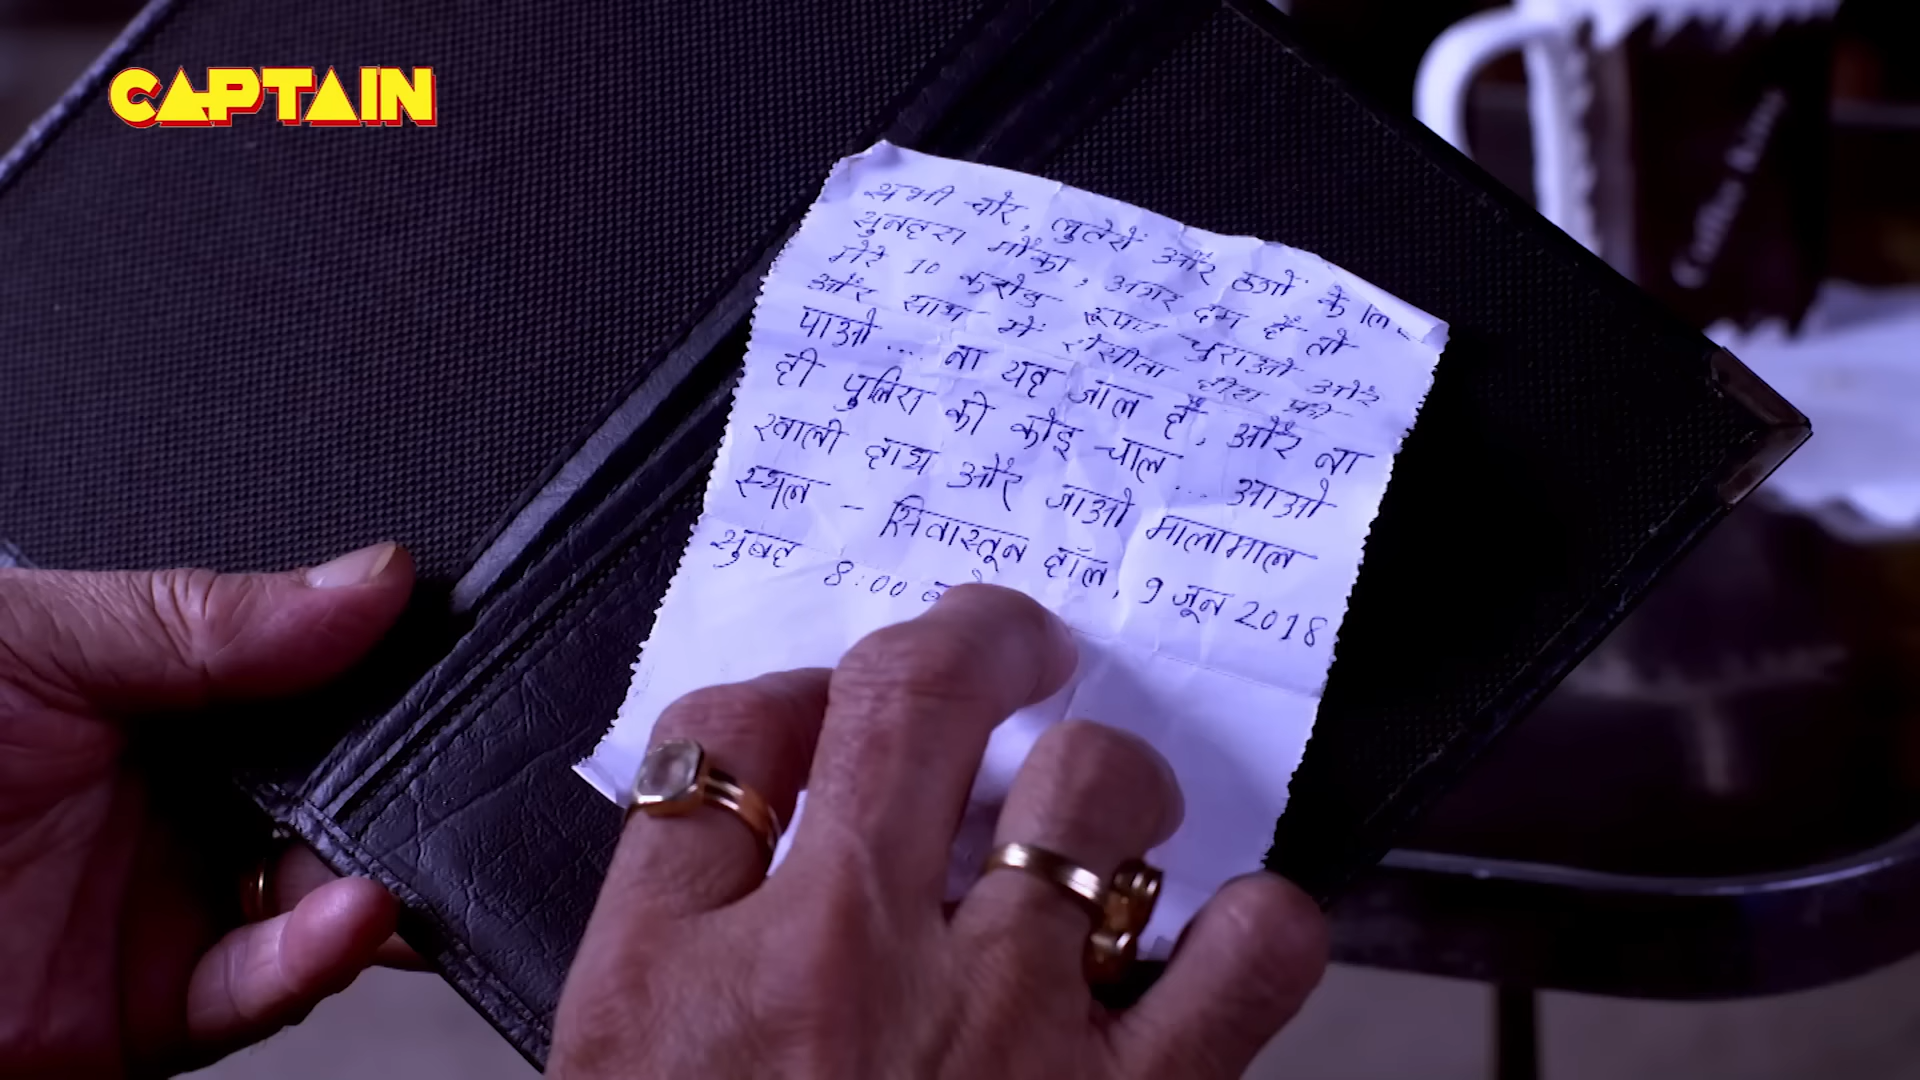 CAPTAIN
सभी चोर, लुटेरों और ठगों के लि
सुनहरा मौका, अगर दम हैं तो
मेरे 10 करोड रूपए चुराओ और
और साथ में रोसीला हीरा भी
पाओ... ना यह जाल हैं, और ना
ही पुलिस की कोइ चाल... आओ
खाली हाथ और जाओ मालामाल
स्थल - सिवास्तून हॉल, 9 जून 2018
सुबह 8:00
Coffee